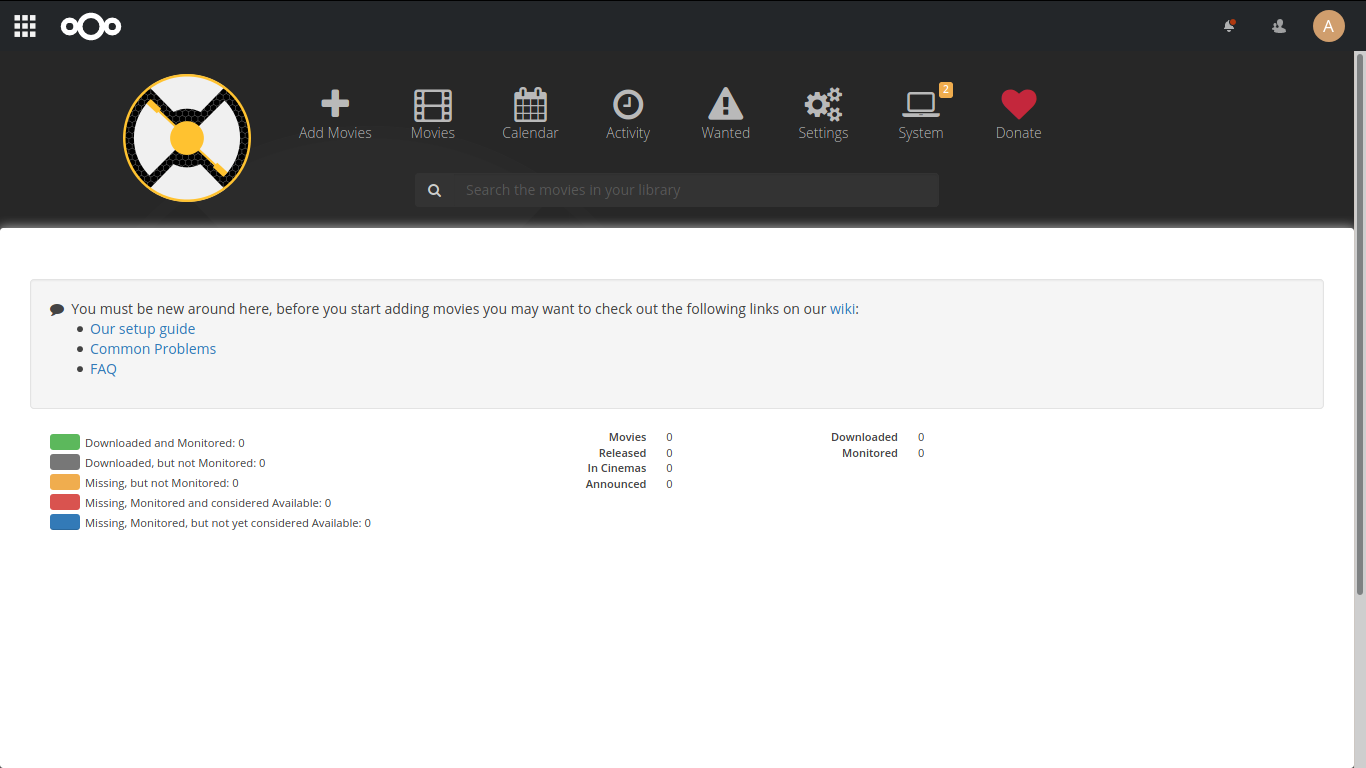 A
Add Movies
Movies
Calendar
Activity
Wanted
Settings
2
System
Donate
Search the movies in your library
You must be new around here, before you start adding movies you may want to check out the following links on our wiki:
Our setup guide
Common Problems
FAQ
Downloaded and Monitored: 0
Downloaded, but not Monitored: 0
Missing, but not Monitored: 0
Missing, Monitored and considered Available: 0
Missing, Monitored, but not yet considered Available: 0
Movies 0
Released 0
In Cinemas 0
Announced 0
Downloaded 0
Monitored 0